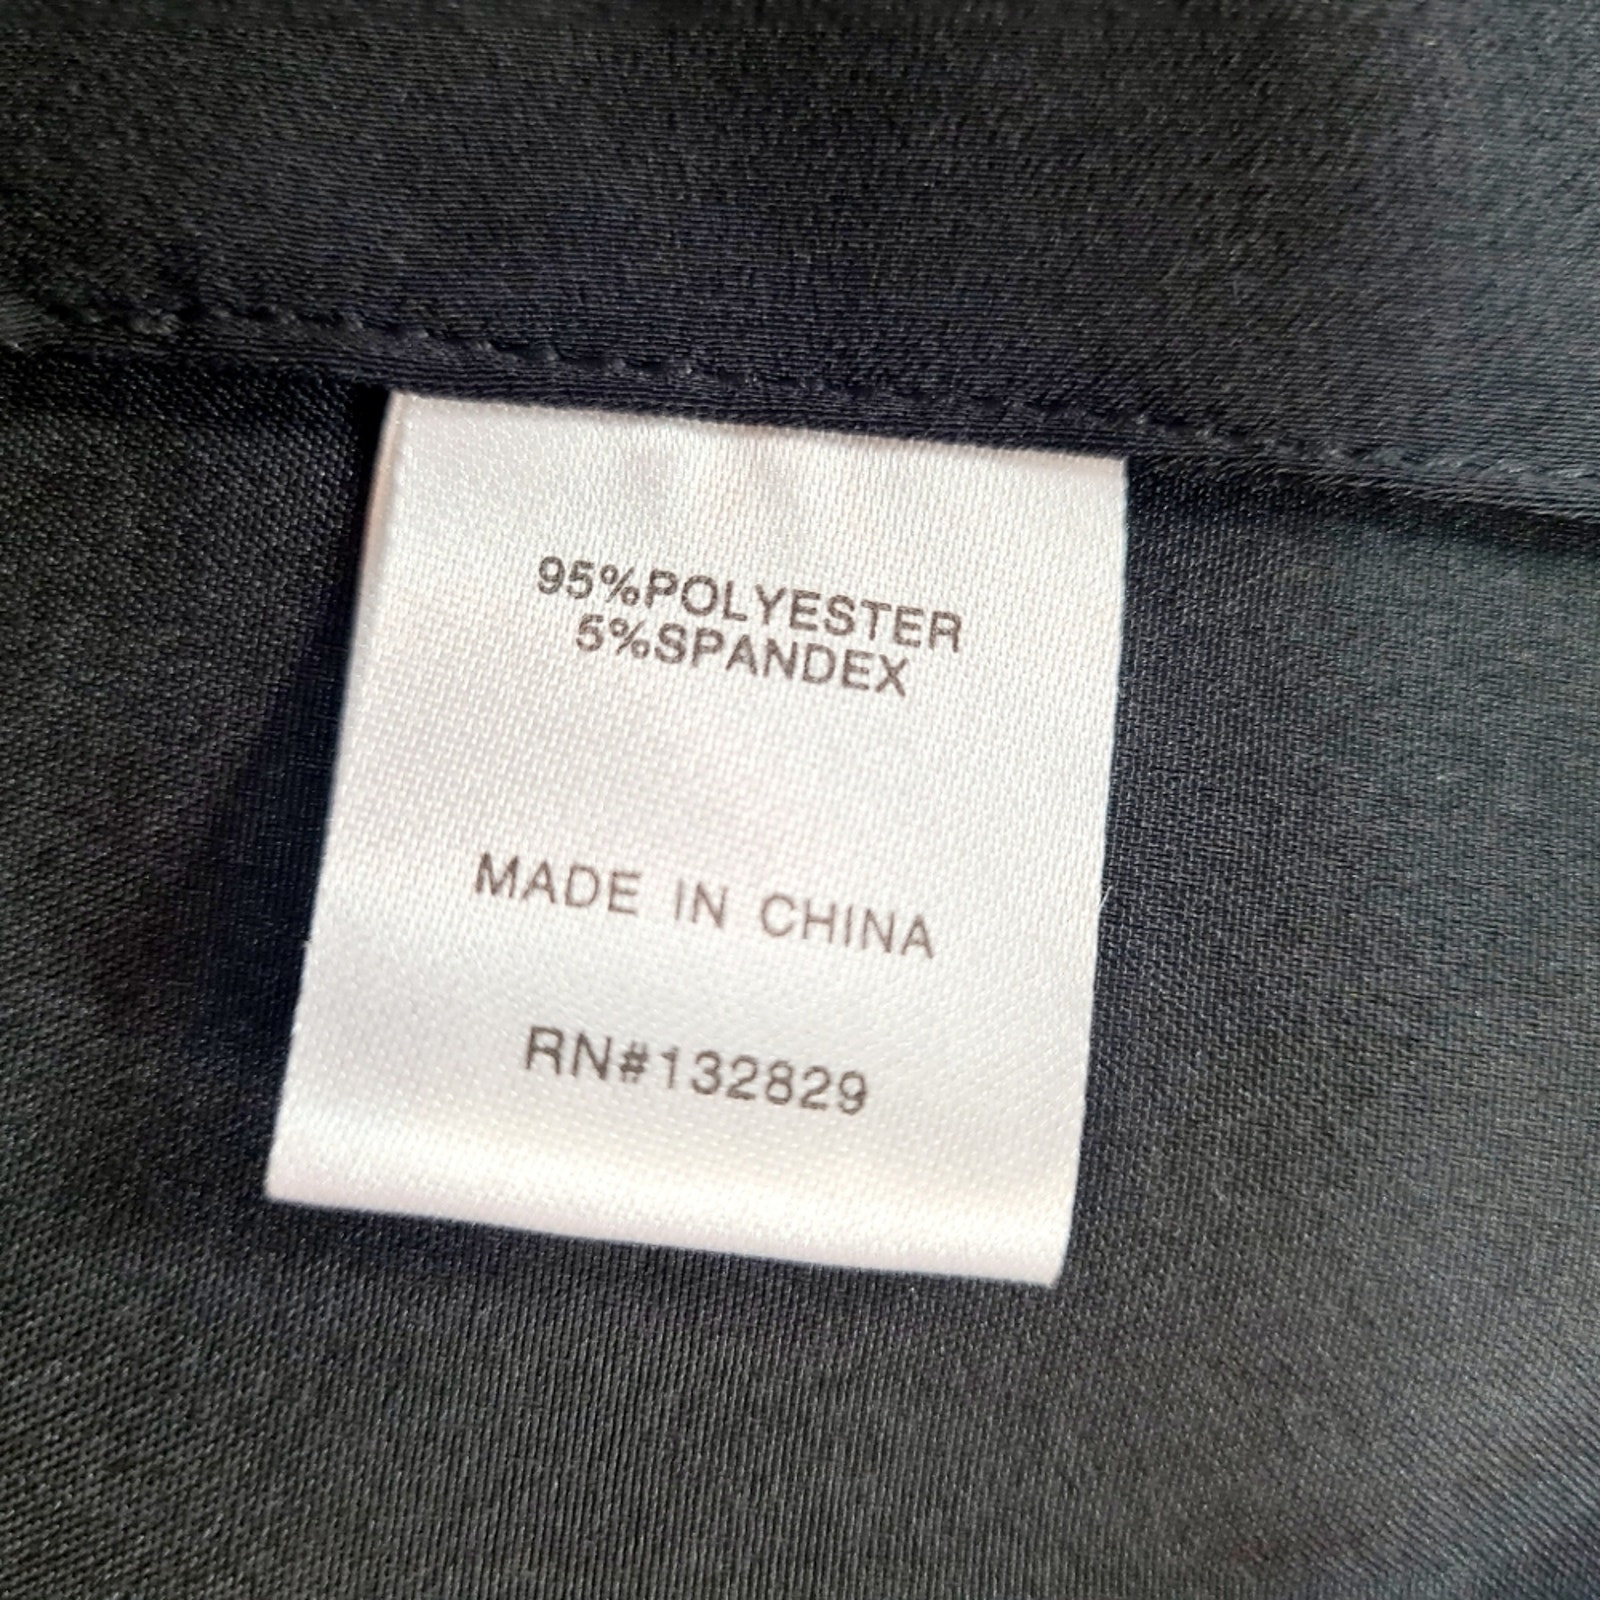 95%POLYESTER
5%SPANDEX
MADE IN CHINA
RN#132829